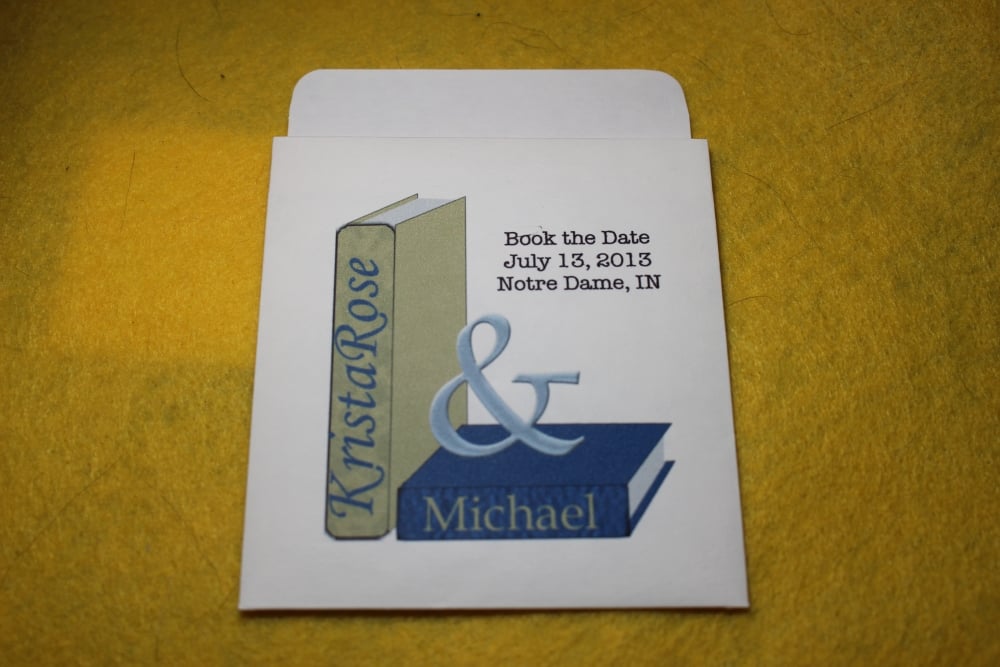 KristaRose
&
Michael
Book the Date
July 13, 2013
Notre Dame, IN